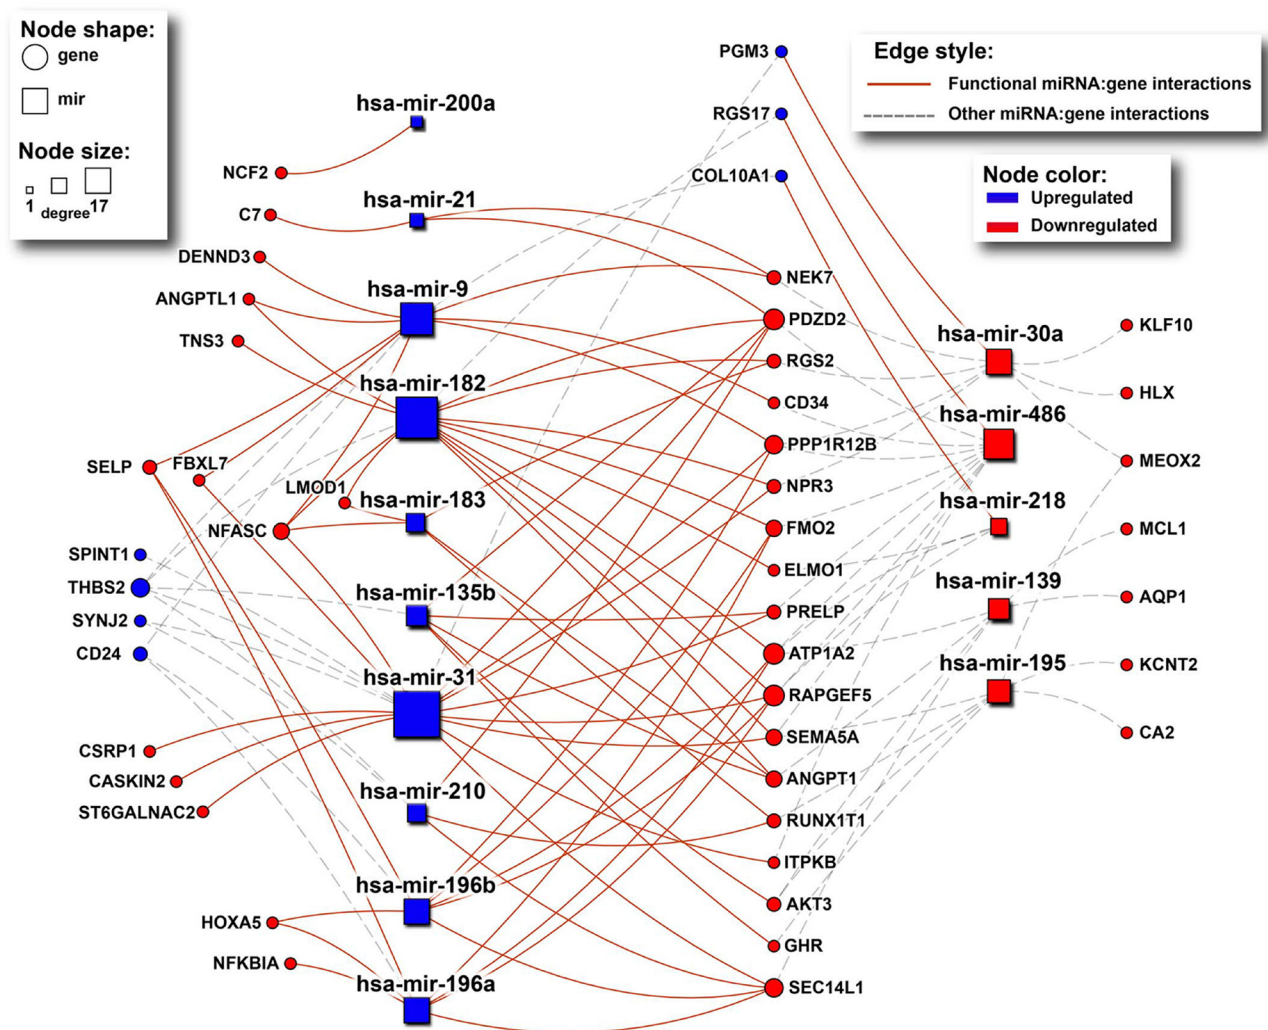 Node shape:
gene
mir
Node size:
1 degree 17
Edge style:
Functional miRNA:gene interactions
Other miRNA:gene interactions
Node color:
Upregulated
Downregulated
NCF2
C7
DENND3
ANGPTL1
TNS3
SELP
FBXL7
LMOD1
NFASC
SPINT1
THBS2
SYNJ2
CD24
CSRP1
CASKIN2
ST6GALNAC2
HOXA5
NFKBIA
hsa-mir-200a
hsa-mir-21
hsa-mir-9
hsa-mir-182
hsa-mir-183
hsa-mir-135b
hsa-mir-31
hsa-mir-210
hsa-mir-196b
hsa-mir-196a
PGM3
RGS17
COL10A1
NEK7
PDZD2
RGS2
CD34
PPP1R12B
NPR3
FMO2
ELMO1
PRELP
ATP1A2
RAPGEF5
SEMA5A
ANGPT1
RUNX1T1
ITPKB
AKT3
GHR
SEC14L1
hsa-mir-30a
hsa-mir-486
hsa-mir-218
hsa-mir-139
hsa-mir-195
KLF10
HLX
MEOX2
MCL1
AQP1
KCNT2
CA2